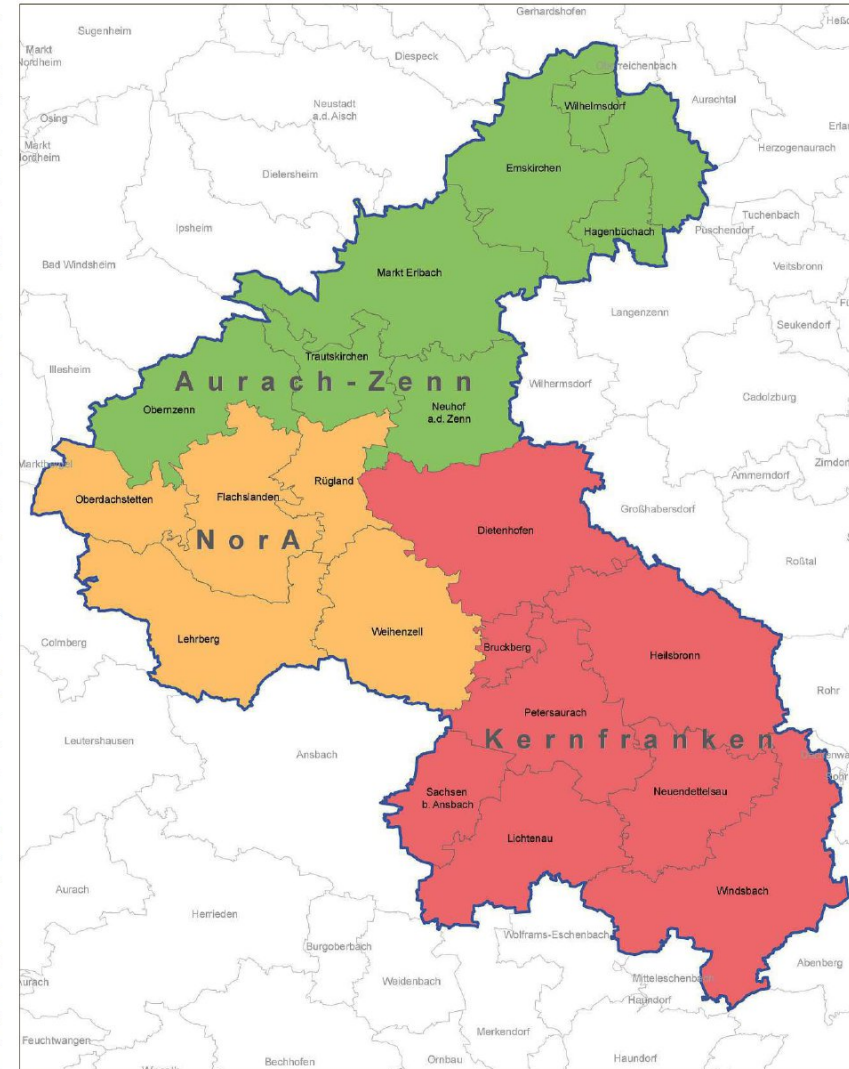 Gerhardshofen
Sugenheim
Markt
Nordheim
Diespeck
Oberreichenbach
Neustadt
a.d. Aisch
Wilhelmsdorf
Aurachtal
Osing
Markt
Nordheim
Emskirchen
Herzogenaurach
Dietersheim
Tuchenbach
Ipsheim
Hagenbüchach
Puschendorf
Bad Windsheim
Markt Erlbach
Veitsbronn
Langenzenn
Seukendorf
Trautskirchen
Illesheim
Aurach-Zenn
Wilhermsdorf
Cadolzburg
Obernzenn
Neuhof
a.d. Zenn
Ammerndorf
Rügland
Oberdachstetten
Flachslanden
Großhabersdorf
Dietenhofen
NorA
Roßtal
Lehrberg
Weihenzell
Colmberg
Bruckberg
Heilsbronn
Rohr
Petersaurach
Leutershausen
Kernfranken
Ansbach
Sachsen
b. Ansbach
Neuendettelsau
Lichtenau
Windsbach
Aurach
Herrieden
Wolframs-Eschenbach
Burgoberbach
Abenberg
Mitteleschenbach
Aurach
Weidenbach
Haundorf
Merkendorf
Feuchtwangen
Bechhofen
Ornbau
Haundorf